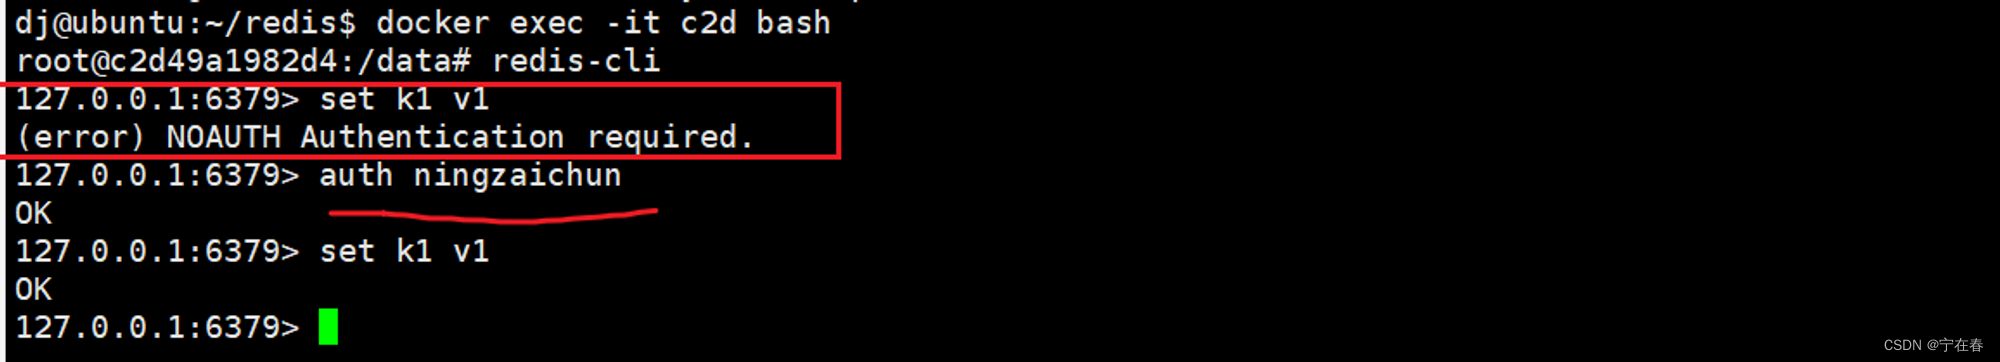 dj@ubuntu:~/redis$ docker exec -it c2d bash
root@c2d49a1982d4:/data# redis-cli
127.0.0.1:6379> set k1 v1
(error) NOAUTH Authentication required.
127.0.0.1:6379> auth ningzaichun
OK
127.0.0.1:6379> set k1 v1
OK
127.0.0.1:6379>
CSDN @宁在春